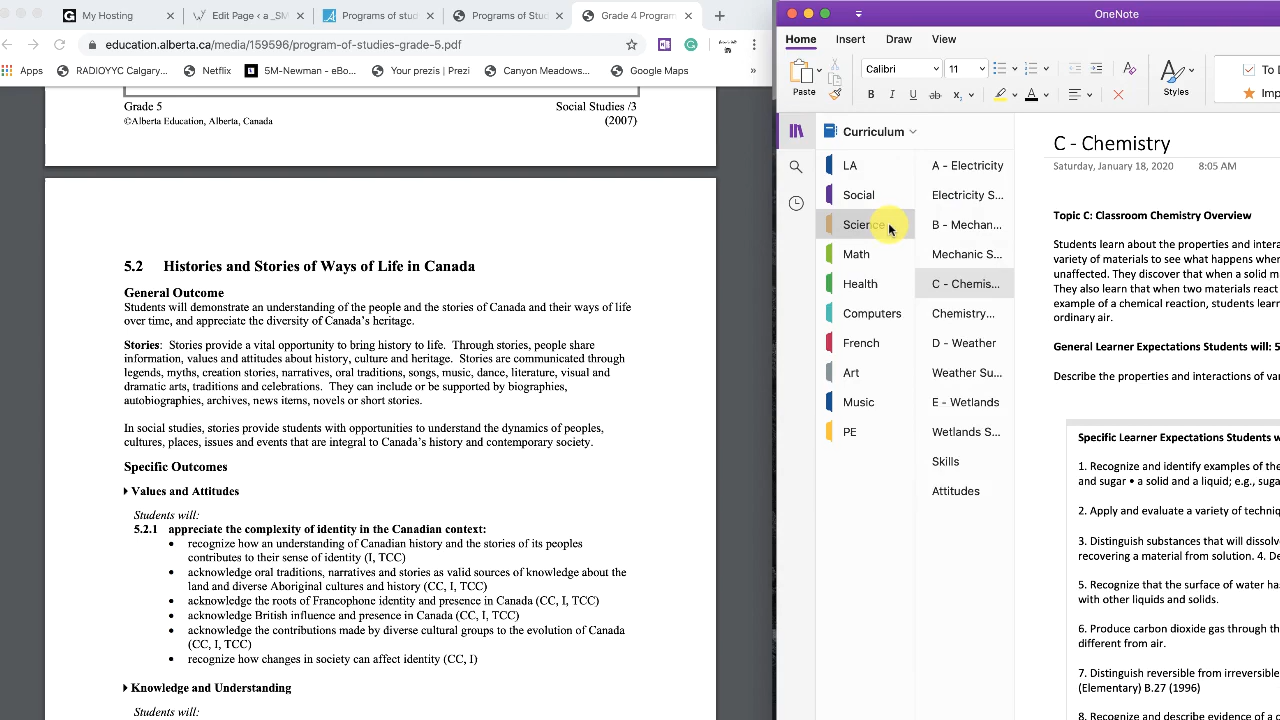 My Hosting
Edit Page ‹ a _SM
Programs of stud
Programs of Stud
Grade 4 Program
education.alberta.ca/media/159596/program-of-studies-grade-5.pdf
Apps
RADIOYYC Calgary...
Netflix
5M-Newman - eBo...
Your prezis | Prezi
Canyon Meadows...
Google Maps
»
Grade 5
Social Studies /3
©Alberta Education, Alberta, Canada
(2007)
5.2 Histories and Stories of Ways of Life in Canada
General Outcome
Students will demonstrate an understanding of the people and the stories of Canada and their ways of life
over time, and appreciate the diversity of Canada's heritage.
Stories: Stories provide a vital opportunity to bring history to life. Through stories, people share
information, values and attitudes about history, culture and heritage. Stories are communicated through
legends, myths, creation stories, narratives, oral traditions, songs, music, dance, literature, visual and
dramatic arts, traditions and celebrations. They can include or be supported by biographies,
autobiographies, archives, news items, novels or short stories.
In social studies, stories provide students with opportunities to understand the dynamics of peoples,
cultures, places, issues and events that are integral to Canada's history and contemporary society.
Specific Outcomes
Values and Attitudes
Students will:
5.2.1 appreciate the complexity of identity in the Canadian context:
• recognize how an understanding of Canadian history and the stories of its peoples
contributes to their sense of identity (I, TCC)
• acknowledge oral traditions, narratives and stories as valid sources of knowledge about the
land and diverse Aboriginal cultures and history (CC, I, TCC)
• acknowledge the roots of Francophone identity and presence in Canada (CC, I, TCC)
• acknowledge British influence and presence in Canada (CC, I, TCC)
• acknowledge the contributions made by diverse cultural groups to the evolution of Canada
(CC, I, TCC)
• recognize how changes in society can affect identity (CC, I)
Knowledge and Understanding
Students will:
OneNote
Home
Insert
Draw
View
Paste
Calibri
11
B
I
U
ab
x
A
Styles
To D
Imp
Curriculum
LA
Social
Science
Math
Health
Computers
French
Art
Music
PE
A - Electricity
Electricity S...
B - Mechan...
Mechanic S...
C - Chemis...
Chemistry...
D - Weather
Weather Su...
E - Wetlands
Wetlands S...
Skills
Attitudes
C - Chemistry
Saturday, January 18, 2020 8:05 AM
Topic C: Classroom Chemistry Overview
Students learn about the properties and intera
variety of materials to see what happens when
unaffected. They discover that when a solid m
They also learn that when two materials react
example of a chemical reaction, students learn
ordinary air.
General Learner Expectations Students will: 5
Describe the properties and interactions of var
Specific Learner Expectations Students w
1. Recognize and identify examples of the
and sugar • a solid and a liquid; e.g., suga
2. Apply and evaluate a variety of techniq
3. Distinguish substances that will dissolv
recovering a material from solution. 4. De
5. Recognize that the surface of water ha
with other liquids and solids.
6. Produce carbon dioxide gas through th
different from air.
7. Distinguish reversible from irreversible
(Elementary) B.27 (1996)
8. Recognize and describe evidence of a c